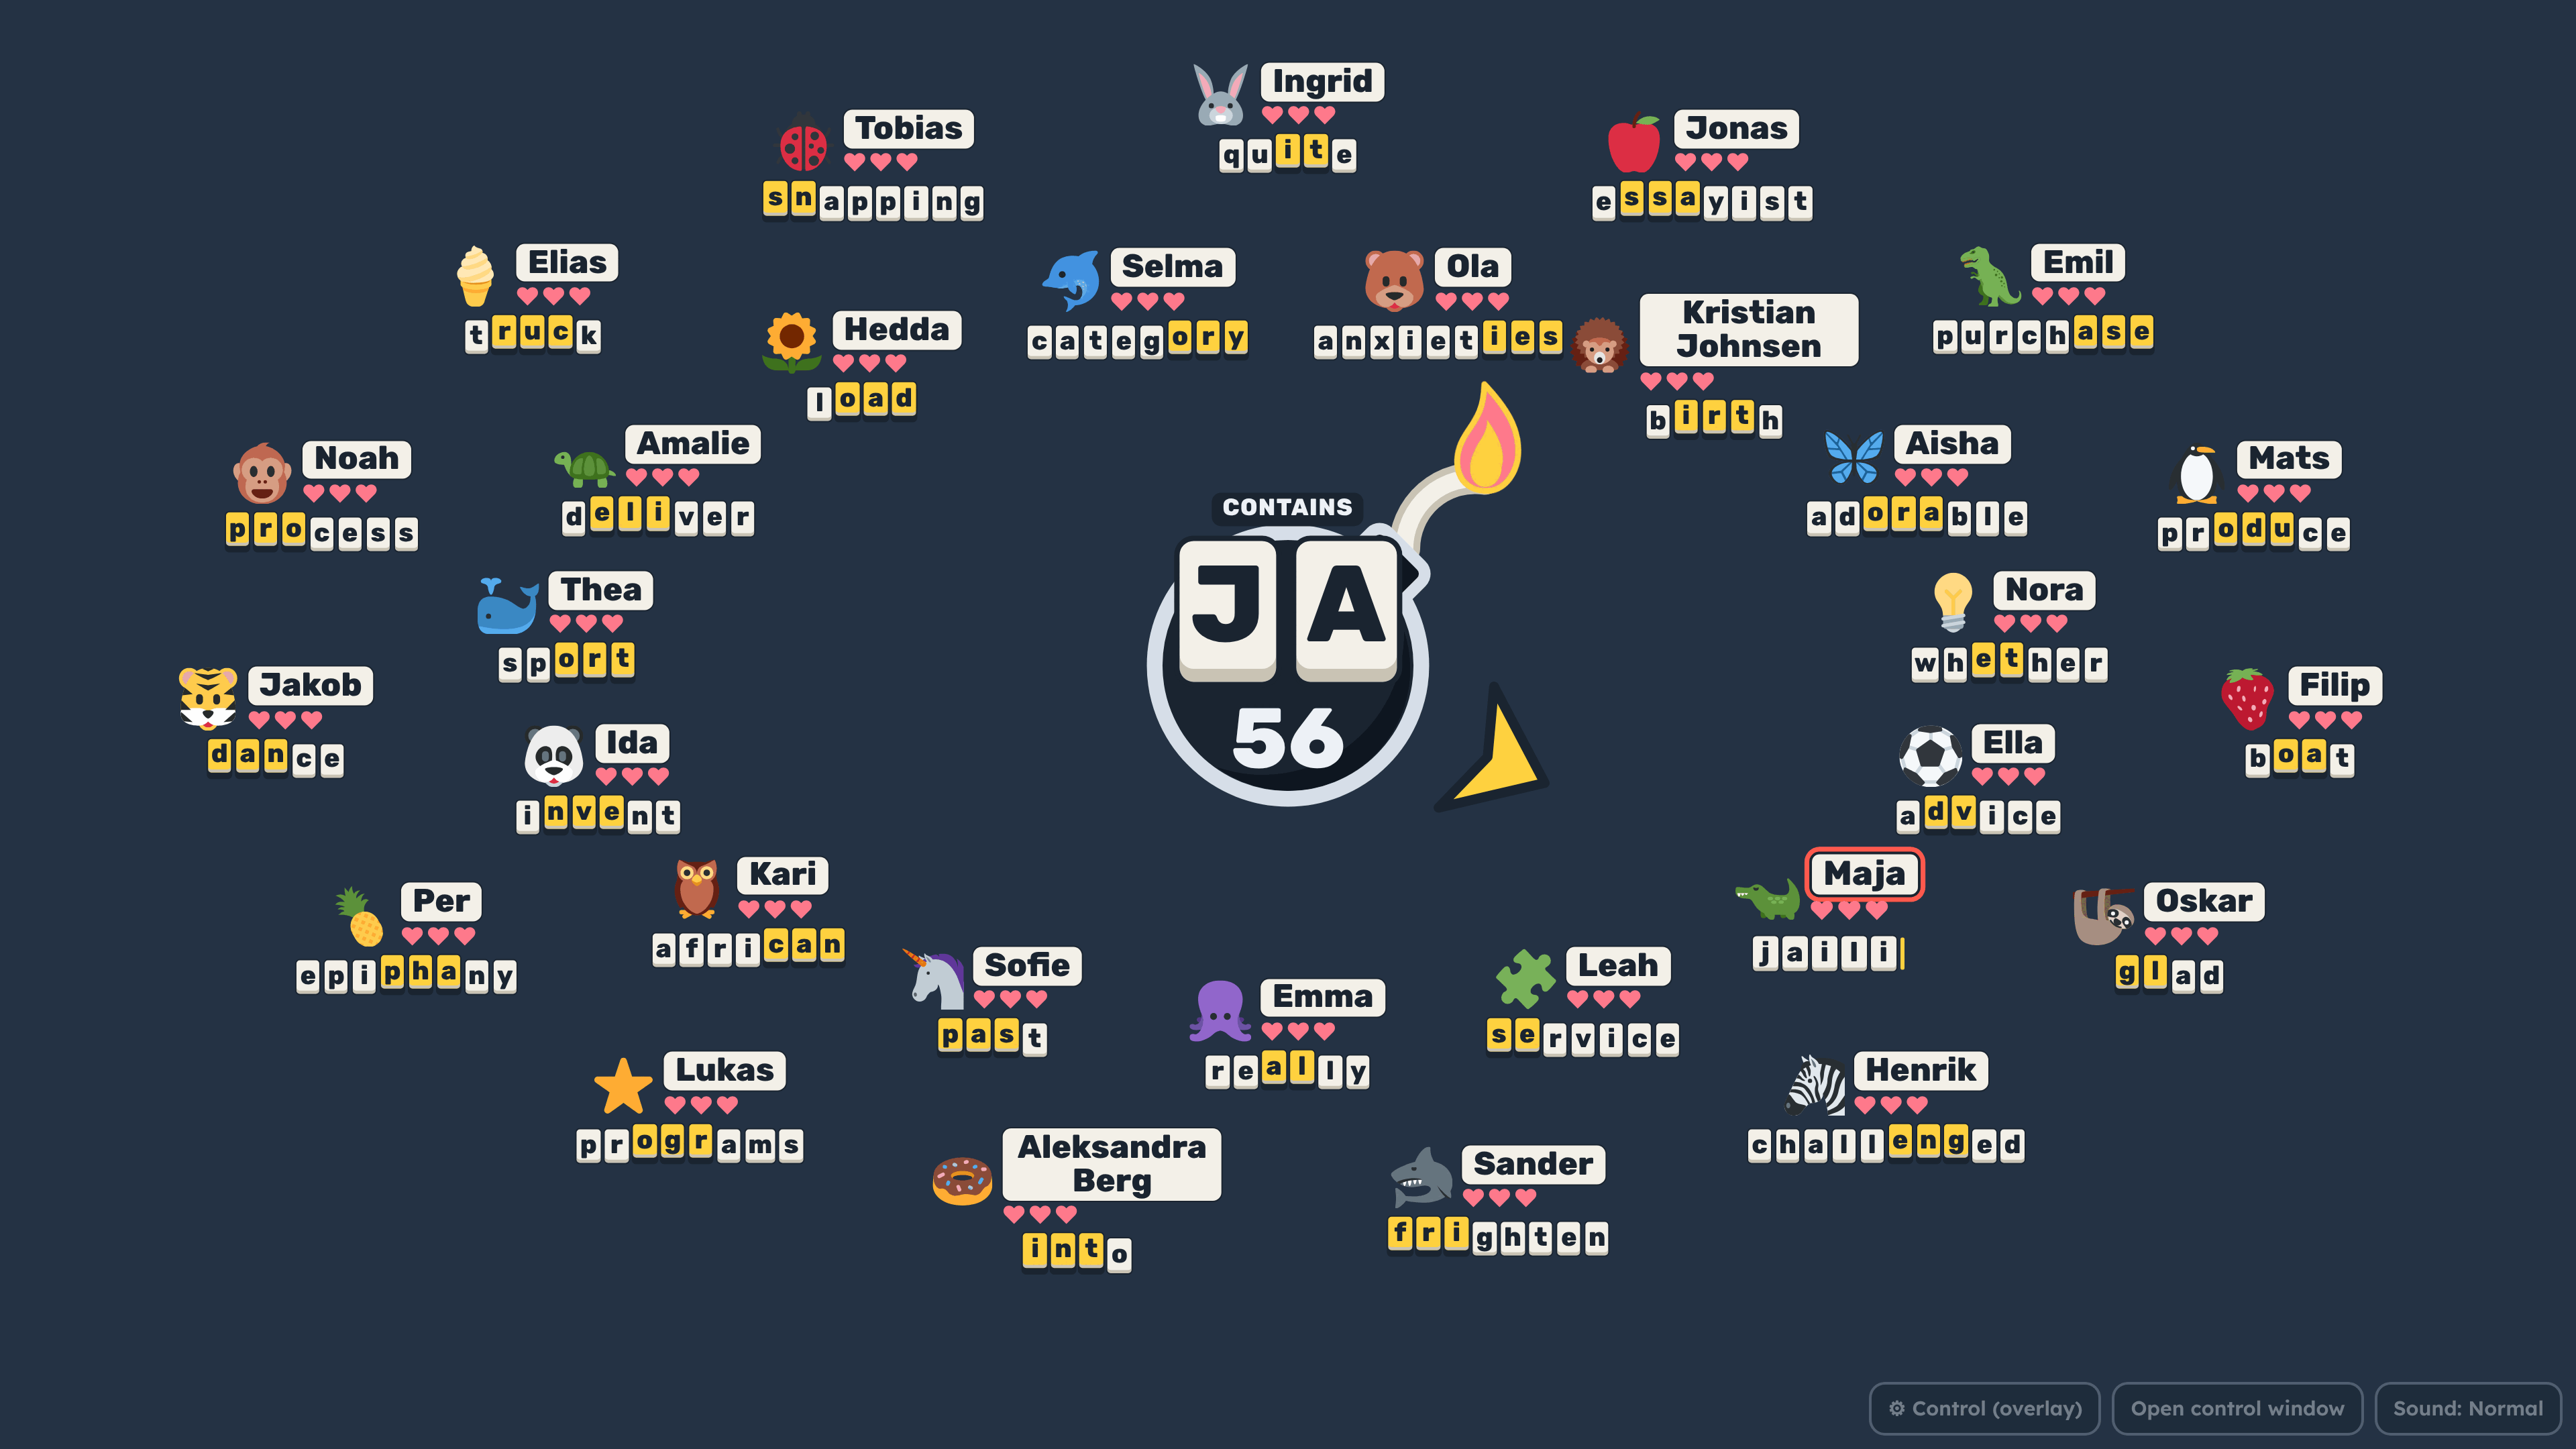 Ingrid
quite
Tobias
snapping
Jonas
essayist
Elias
truck
Selma
category
Ola
anxieties
Emil
purchase
Hedda
load
Kristian
Johnsen
birth
Noah
process
Amalie
deliver
Aisha
adorable
Mats
produce
CONTAINS
JA
56
Thea
sport
Nora
whether
Jakob
dance
Filip
boat
Ida
invent
Ella
advice
Per
epiphany
Kari
african
Maja
jaili
Oskar
glad
Sofie
past
Emma
really
Leah
service
Lukas
programs
Henrik
challenged
Aleksandra
Berg
into
Sander
frighten
⚙ Control (overlay)
Open control window
Sound: Normal